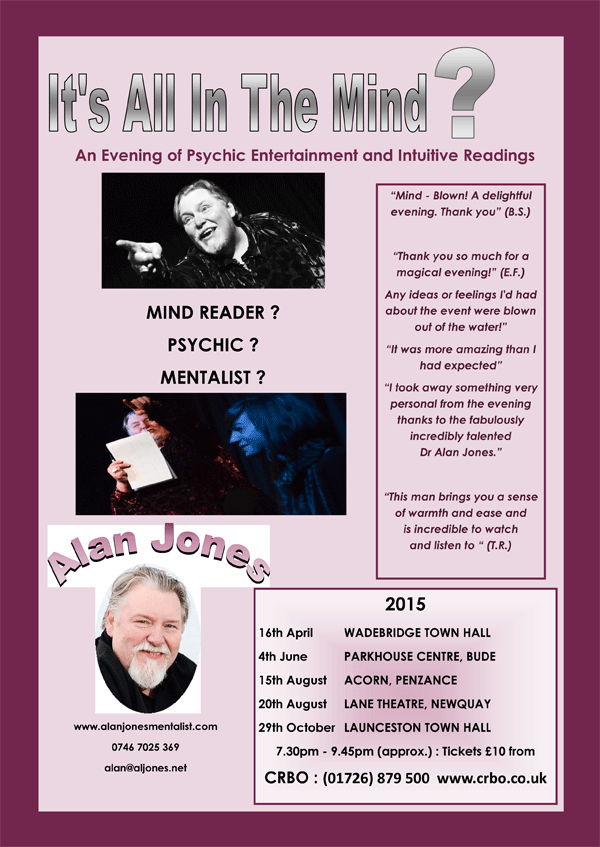 It's All In The Mind ?
An Evening of Psychic Entertainment and Intuitive Readings
MIND READER ?
PSYCHIC ?
MENTALIST ?
“Mind - Blown! A delightful
evening. Thank you” (B.S.)
“Thank you so much for a
magical evening!” (E.F.)
Any ideas or feelings I'd had
about the event were blown
out of the water!”
“It was more amazing than I
had expected”
“I took away something very
personal from the evening
thanks to the fabulously
incredibly talented
Dr Alan Jones.”
“This man brings you a sense
of warmth and ease and
is incredible to watch
and listen to “ (T.R.)
Alan Jones
www.alanjonesmentalist.com
0746 7025 369
alan@aljones.net
2015
16th April WADEBRIDGE TOWN HALL
4th June PARKHOUSE CENTRE, BUDE
15th August ACORN, PENZANCE
20th August LANE THEATRE, NEWQUAY
29th October LAUNCESTON TOWN HALL
7.30pm - 9.45pm (approx.) : Tickets £10 from
CRBO : (01726) 879 500 www.crbo.co.uk